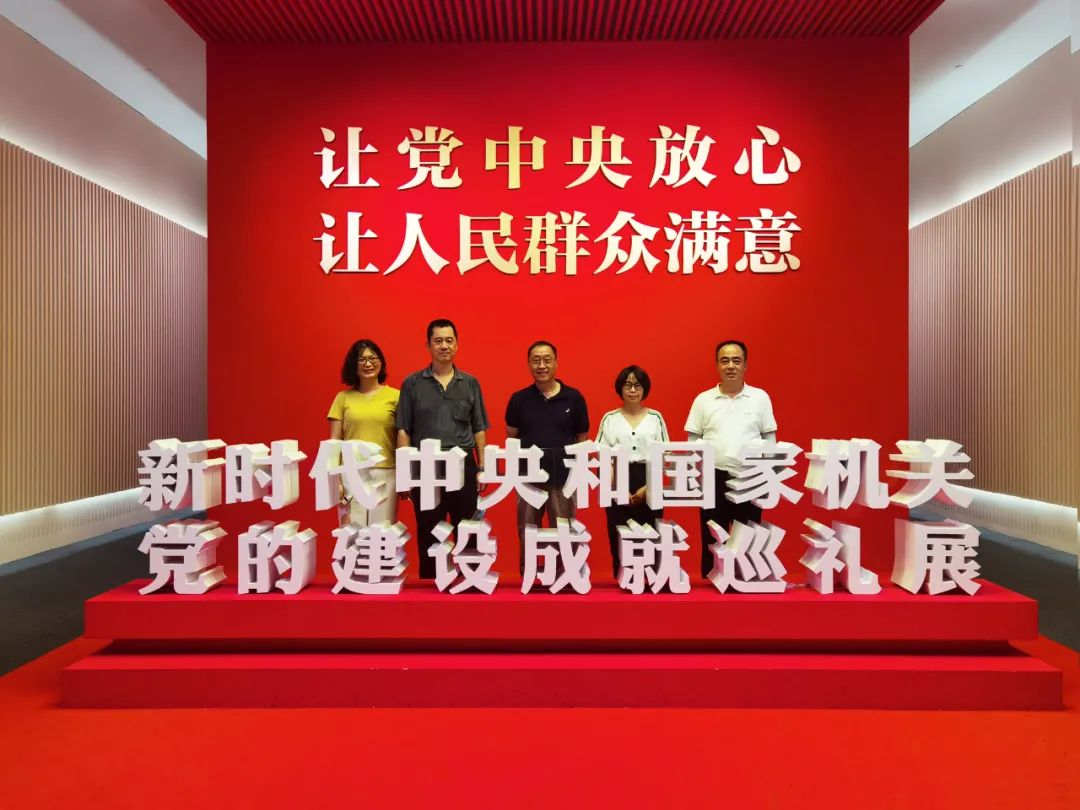 让党中央放心
让人民群众满意
新时代中央和国家机关
党的建设成就巡礼展